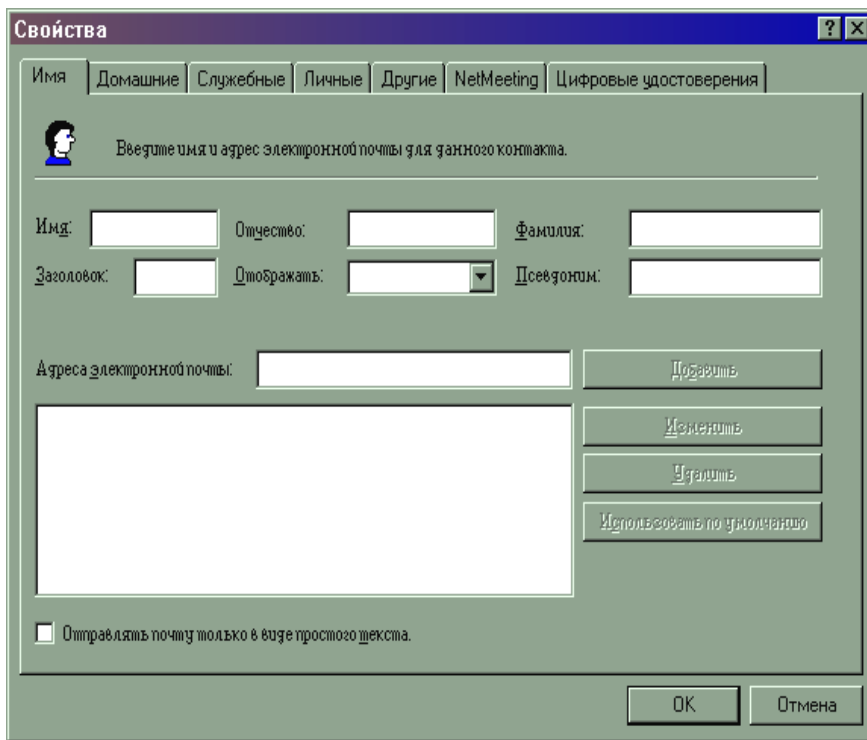 Свойства
Имя Домашние Служебные Личные Другие NetMeeting Цифровые удостоверения
Введите имя и адрес электронной почты для данного контакта.
Имя: Отчество: Фамилия:
Заголовок: Отображать: Псевдоним:
Адреса электронной почты: Добавить
Изменить
Удалить
Использовать по умолчанию
Отправлять почту только в виде простого текста.
OK Отмена